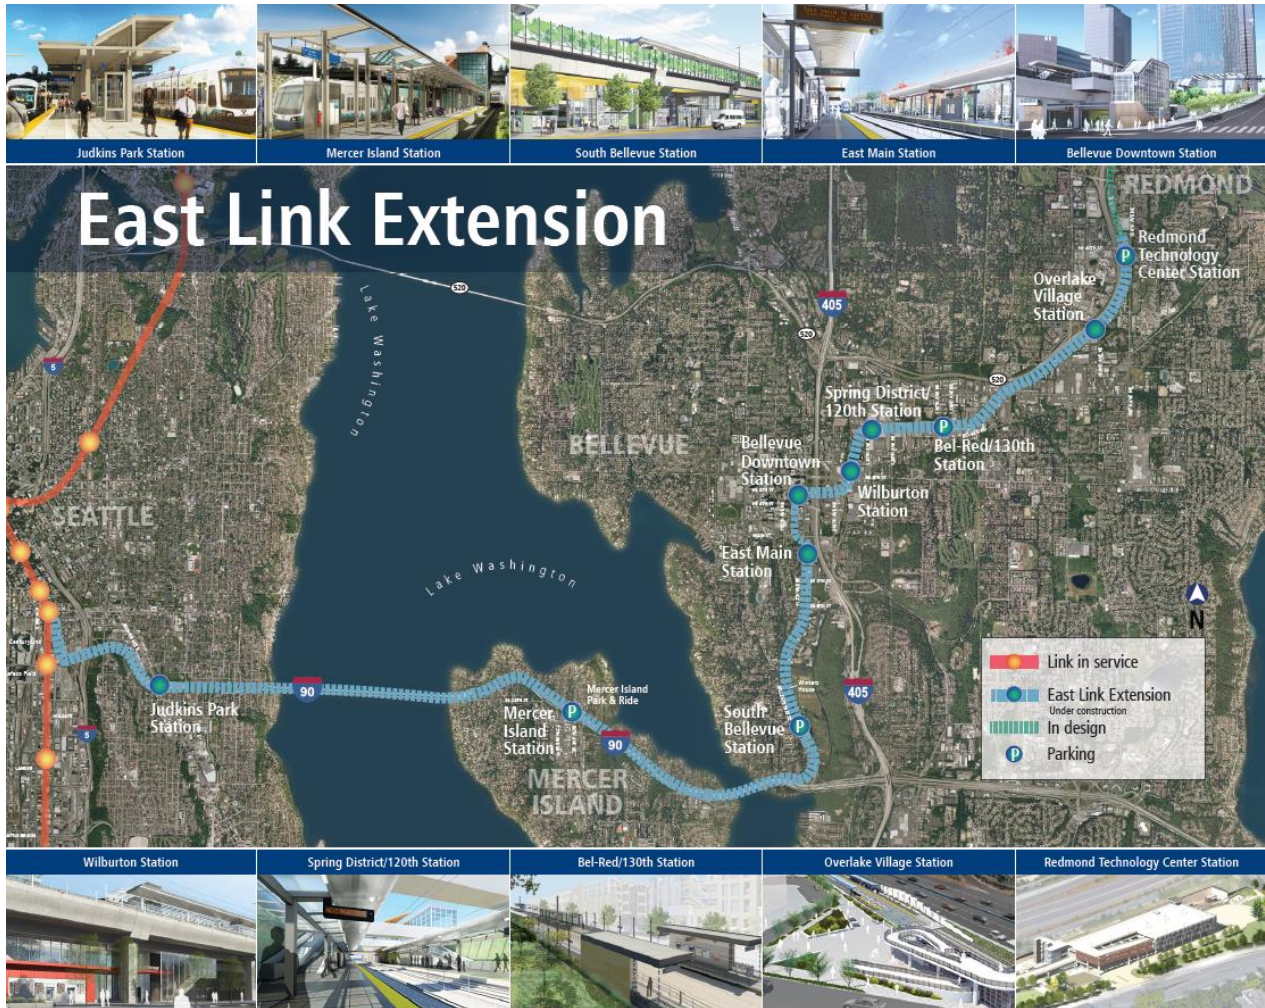 Judkins Park Station
Mercer Island Station
South Bellevue Station
East Main Station
Bellevue Downtown Station
East Link Extension
REDMOND
Redmond
Technology
Center Station
Overlake
Village
Station
Lake Washington
520
405
520
520
5
Spring District/
120th Station
BELLEVUE
Bellevue
Downtown
Station
Bel-Red/130th
Station
Wilburton
Station
SEATTLE
East Main
Station
Lake Washington
N
Link in service
East Link Extension
Under construction
In design
P Parking
90
405
Judkins Park
Station
Mercer Island
Park & Ride
Mercer
Island
Station
South
Bellevue
Station
Winters
House
5
90
MERCER
ISLAND
P
P
P
P
Wilburton Station
Spring District/120th Station
Bel-Red/130th Station
Overlake Village Station
Redmond Technology Center Station